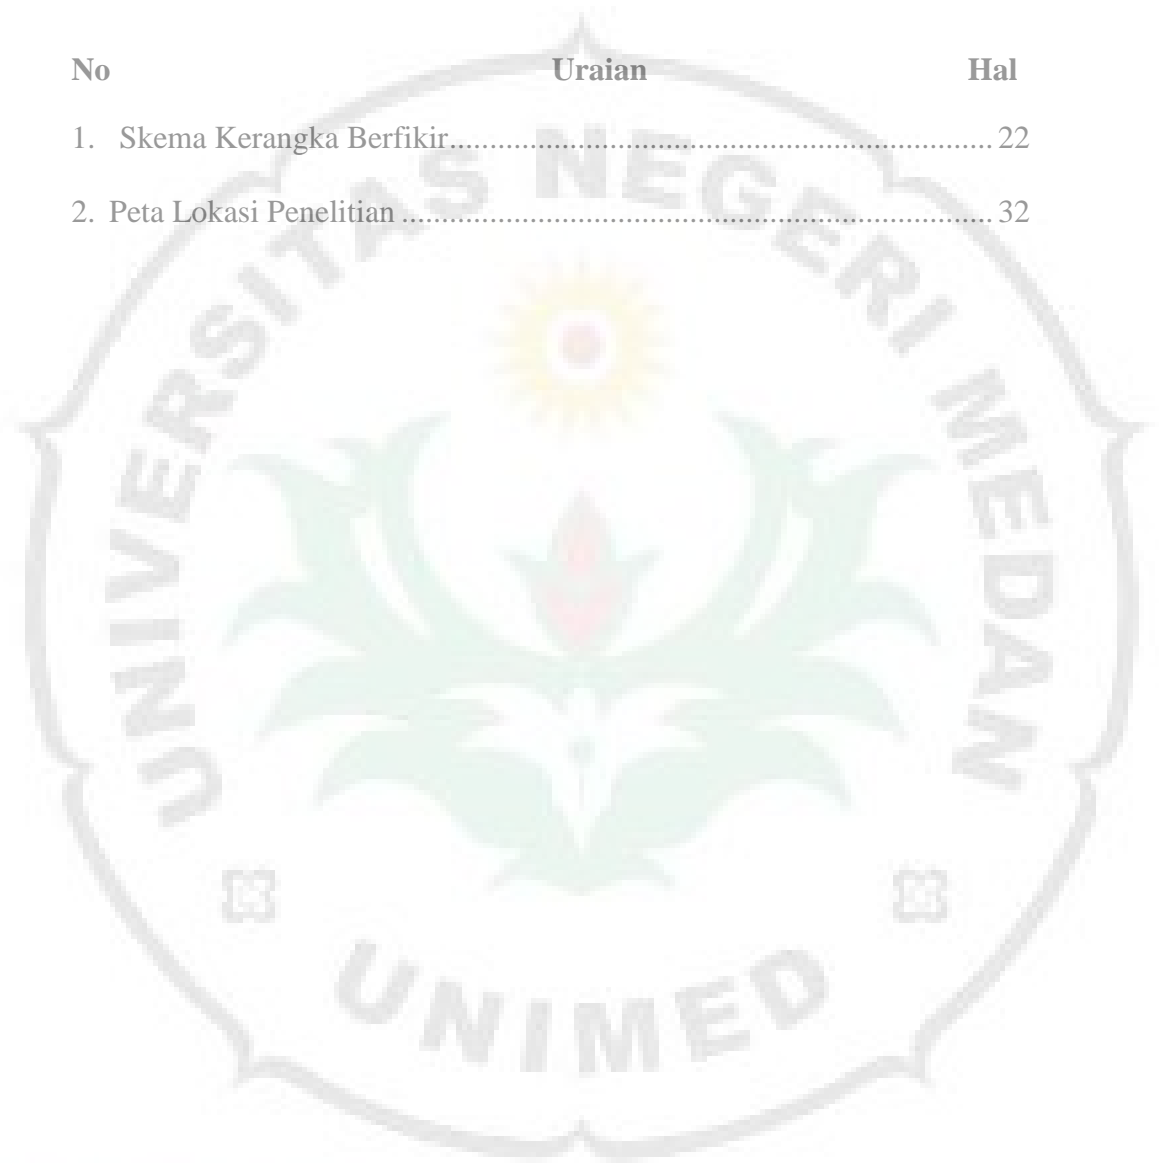 No Uraian Hal
1. Skema Kerangka Berfikir.................................................................... 22
2. Peta Lokasi Penelitian .......................................................................... 32
UNIVERSITAS NEGERI MEDAN
UNIMED